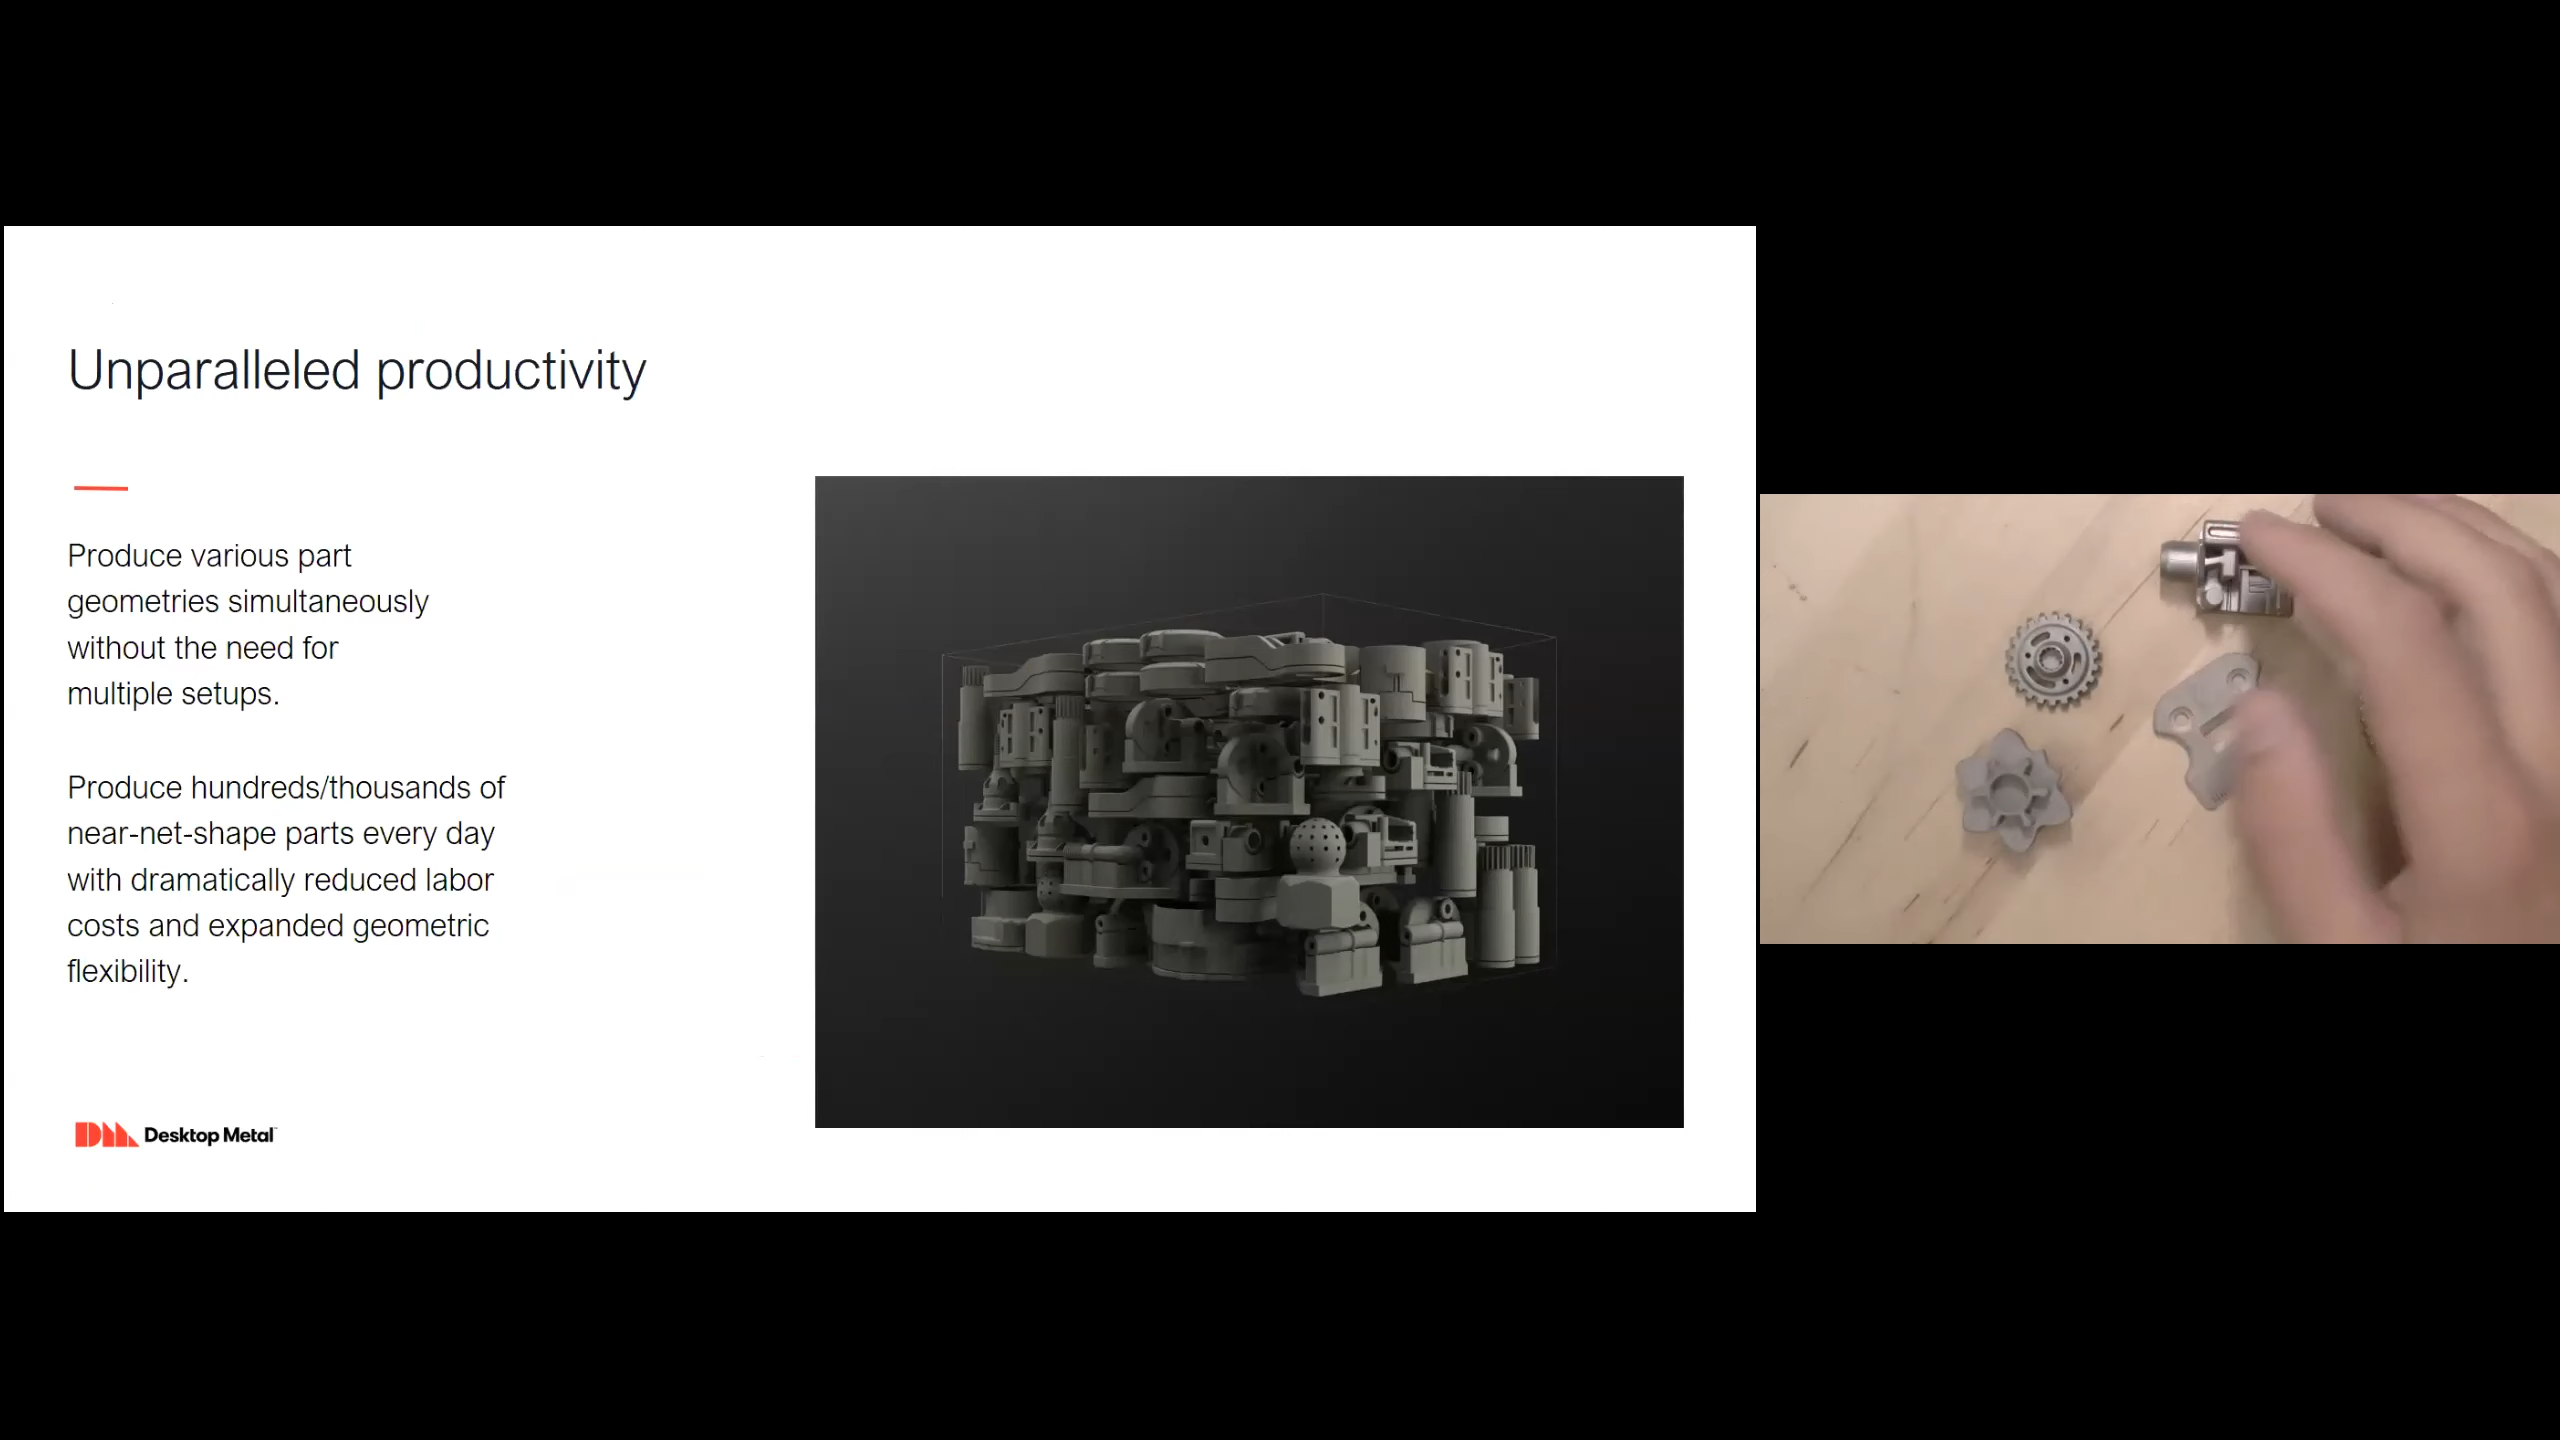 Unparalleled productivity
Produce various part
geometries simultaneously
without the need for
multiple setups.
Produce hundreds/thousands of
near-net-shape parts every day
with dramatically reduced labor
costs and expanded geometric
flexibility.
DM Desktop Metal